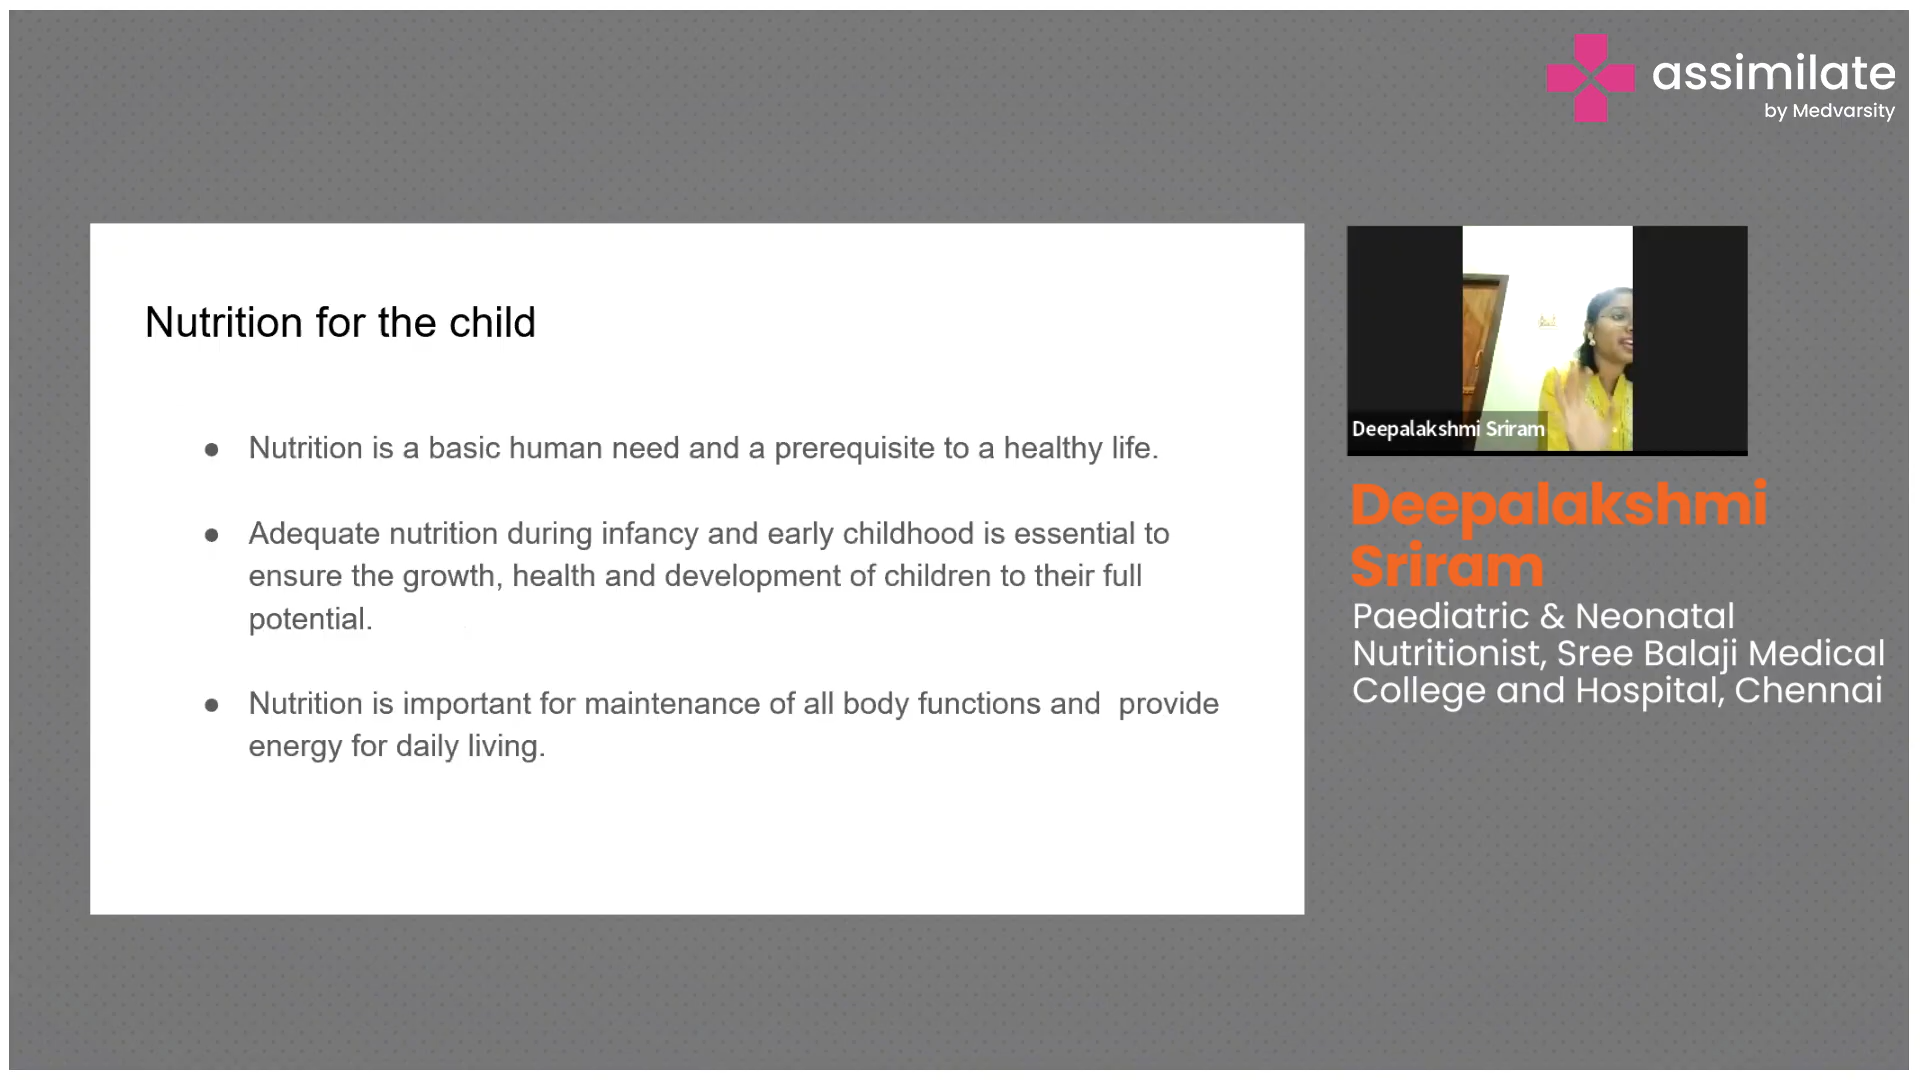 assimilate
by Medvarsity
Nutrition for the child
● Nutrition is a basic human need and a prerequisite to a healthy life.
● Adequate nutrition during infancy and early childhood is essential to
ensure the growth, health and development of children to their full
potential.
● Nutrition is important for maintenance of all body functions and  provide
energy for daily living.
Deepalakshmi Sriram
Deepalakshmi
Sriram
Paediatric & Neonatal
Nutritionist, Sree Balaji Medical
College and Hospital, Chennai